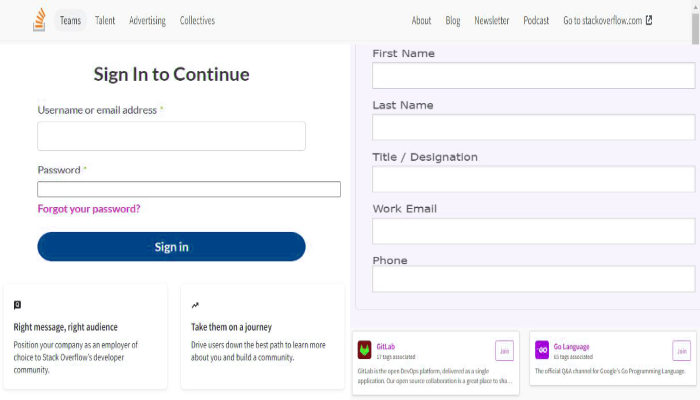 Teams Talent Advertising Collectives About Blog Newsletter Podcast Go to stackoverflow.com
Sign In to Continue
Username or email address *
Password *
Forgot your password?
Sign in
First Name
Last Name
Title / Designation
Work Email
Phone
Right message, right audience
Position your company as an employer of
choice to Stack Overflow's developer
community.
Take them on a journey
Drive users down the best path to learn more
about you and build a community.
GitLab
17 tags associated
Join
GitLab is the open DevOps platform, delivered as a single
application. Our open source collaboration is a great place to sha...
Go Language
tags associated
Join
The official Q&A channel for Google's Go Programming Language.